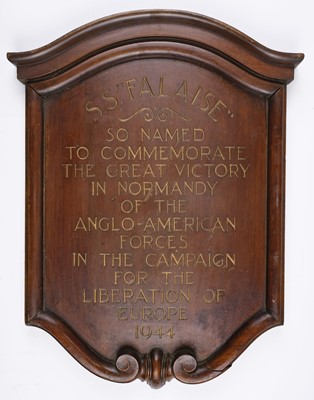 S.S. "FALAISE"
SO NAMED
TO COMMEMORATE
THE GREAT VICTORY
IN NORMANDY
OF THE
ANGLO-AMERICAN
FORCES
IN THE CAMPAIGN
FOR THE
LIBERATION OF
EUROPE
1944